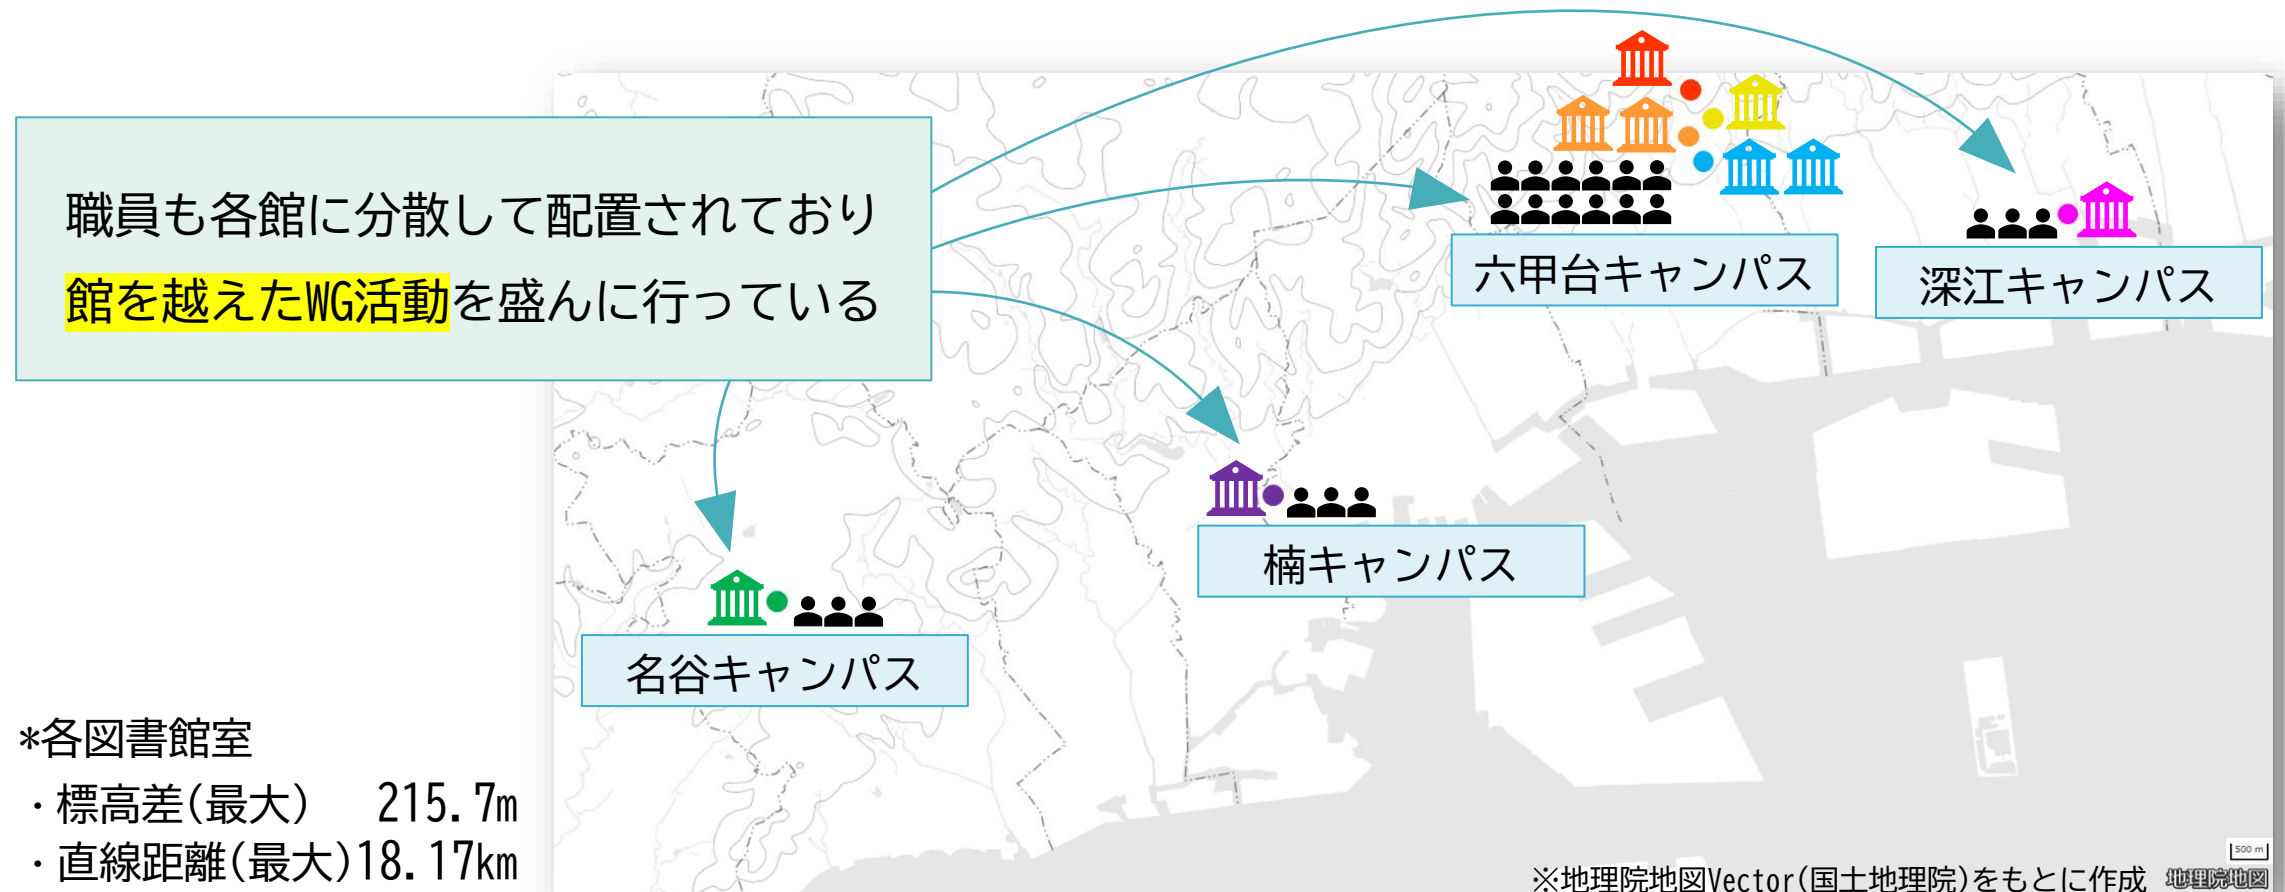 職員も各館に分散して配置されており
館を越えたWG活動を盛んに行っている
六甲台キャンパス
深江キャンパス
楠キャンパス
名谷キャンパス
*各図書館室
・標高差(最大) 215.7m
・直線距離(最大)18.17km
500 m
※地理院地図Vector(国土地理院)をもとに作成 地理院地図